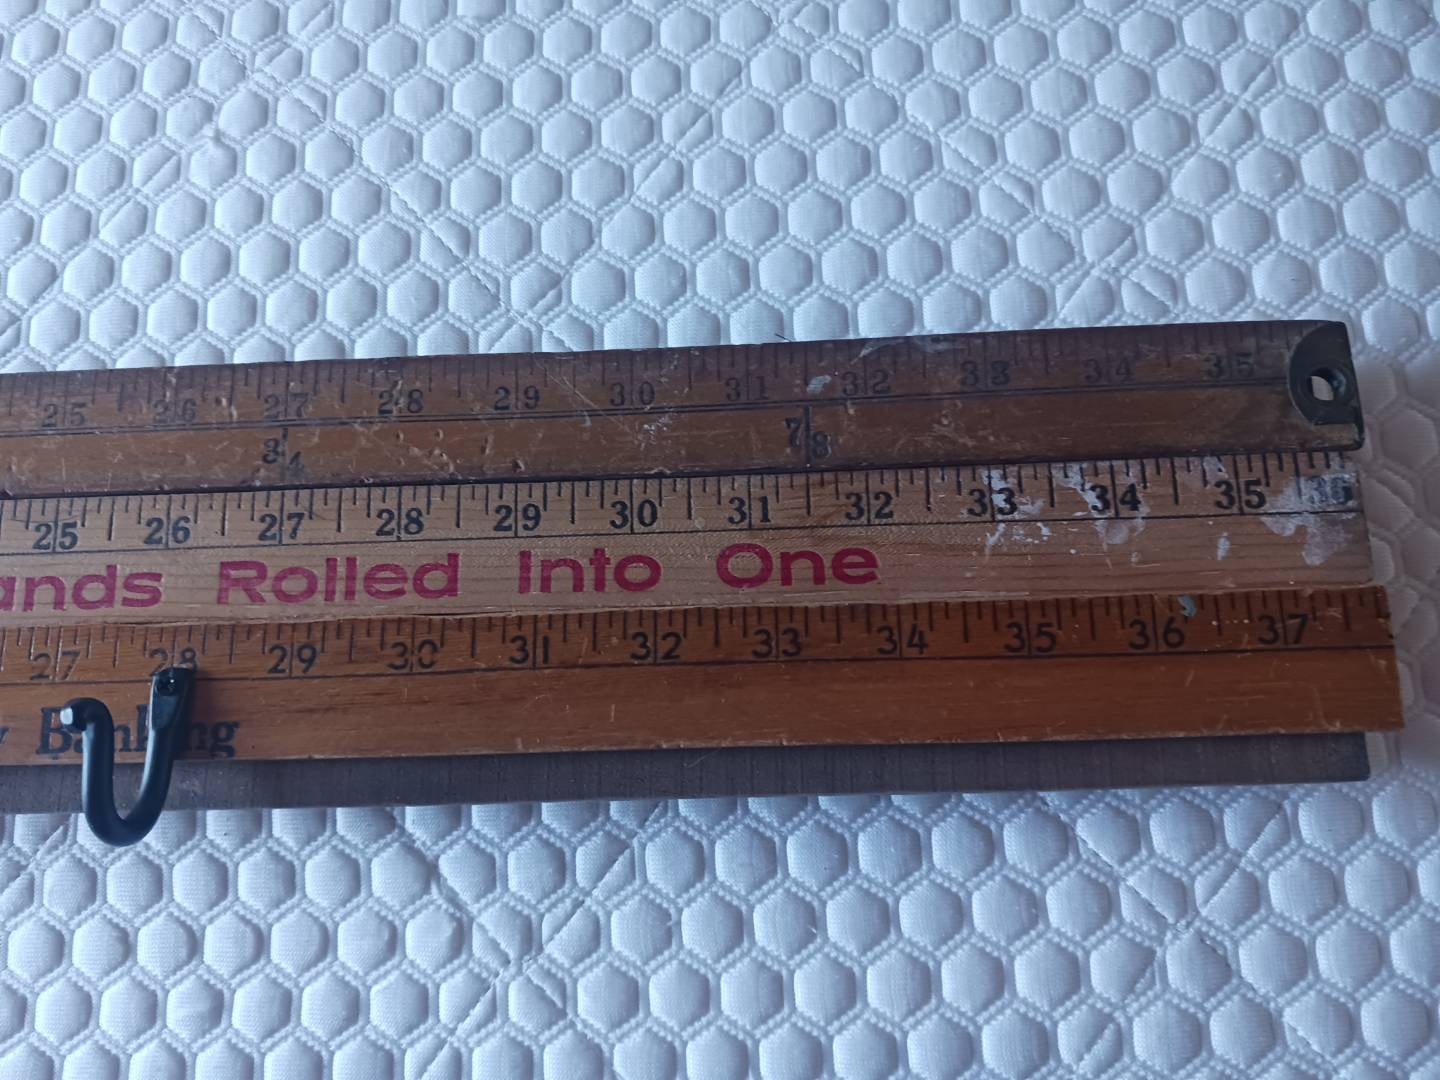 25 26 27 28 29 30 31 32 33 34 35
3/4 7/8
25 26 27 28 29 30 31 32 33 34 35 36
ands Rolled Into One
27 28 29 30 31 32 33 34 35 36 37
Banking